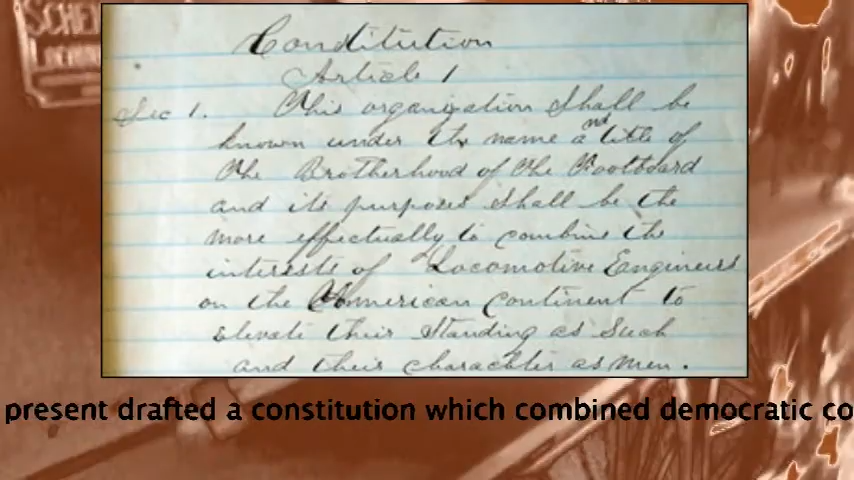 SCHEN
LOCOMO
Constitution
Article 1
Sec 1. This organization Shall be
known under the name and title of
The Brotherhood of The Footboard
and its purposes Shall be the
more effectually to combine the
interests of Locomotive Engineers
on the American Continent to
Elevate their Standing as Such
and their charachter as men.
present drafted a constitution which combined democratic co